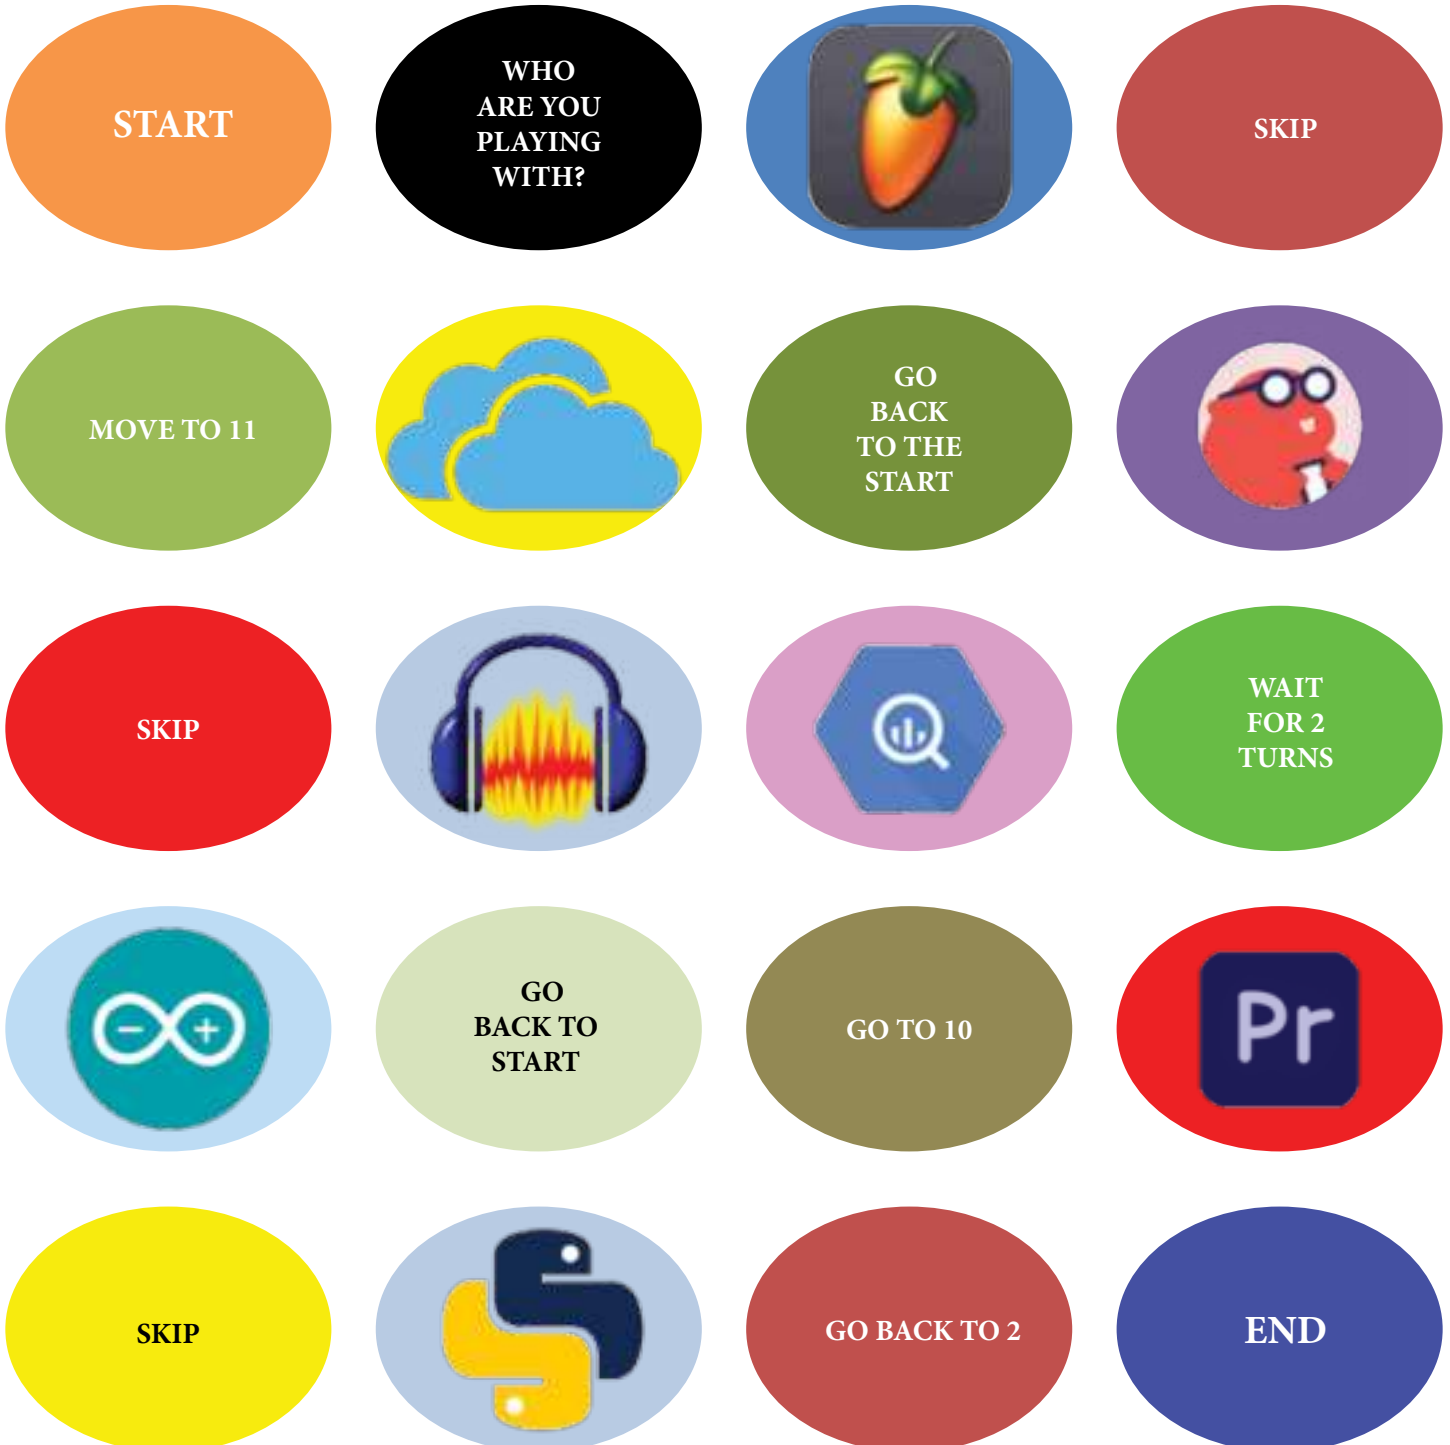 START
WHO
ARE YOU
PLAYING
WITH?
SKIP
MOVE TO 11
GO
BACK
TO THE
START
SKIP
WAIT
FOR 2
TURNS
GO
BACK TO
START
GO TO 10
Pr
SKIP
GO BACK TO 2
END